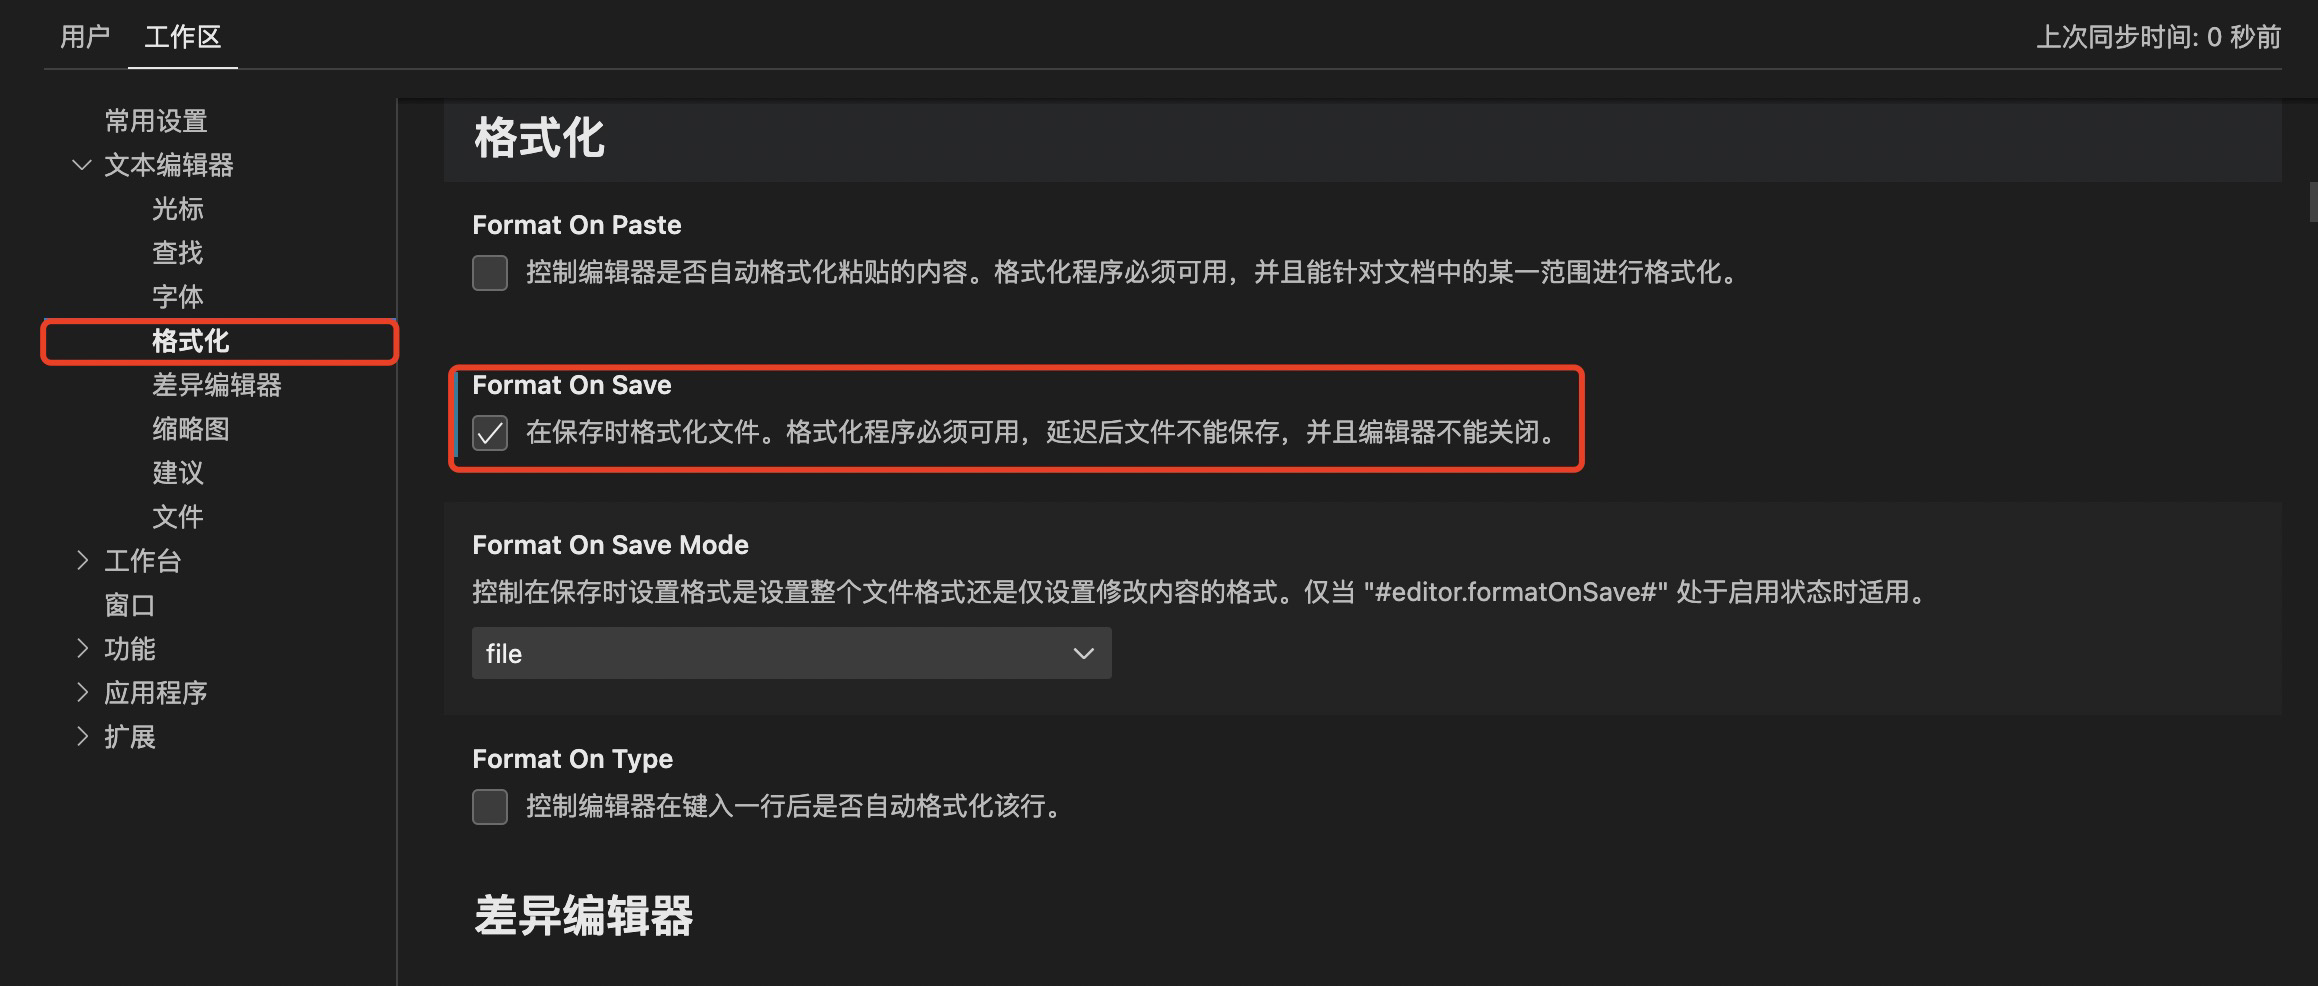 用户 工作区 上次同步时间: 0 秒前
常用设置
文本编辑器
光标
查找
字体
格式化
差异编辑器
缩略图
建议
文件
工作台
窗口
功能
应用程序
扩展
格式化
Format On Paste
控制编辑器是否自动格式化粘贴的内容。格式化程序必须可用，并且能针对文档中的某一范围进行格式化。
Format On Save
在保存时格式化文件。格式化程序必须可用，延迟后文件不能保存，并且编辑器不能关闭。
Format On Save Mode
控制在保存时设置格式是设置整个文件格式还是仅设置修改内容的格式。仅当 "#editor.formatOnSave#" 处于启用状态时适用。
file
Format On Type
控制编辑器在键入一行后是否自动格式化该行。
差异编辑器